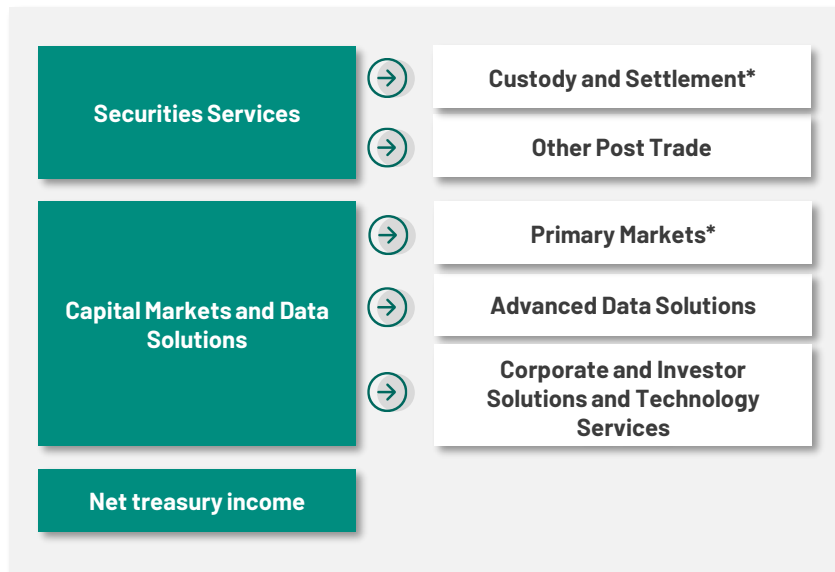 Securities Services
Custody and Settlement*
Other Post Trade
Capital Markets and Data
Solutions
Primary Markets*
Advanced Data Solutions
Corporate and Investor
Solutions and Technology
Services
Net treasury income